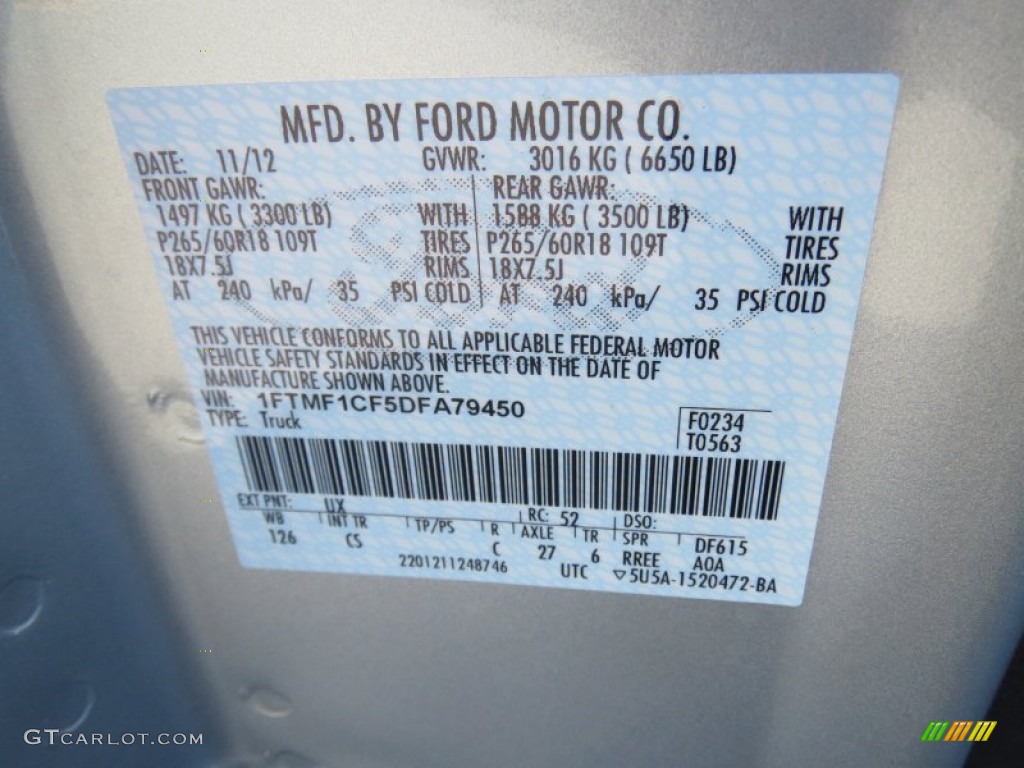 MFD. BY FORD MOTOR CO.
DATE: 11/12 GVWR: 3016 KG ( 6650 LB)
FRONT GAWR: REAR GAWR:
1497 KG ( 3300 LB) WITH 1588 KG ( 3500 LB) WITH
P265/60R18 109T TIRES P265/60R18 109T TIRES
18X7.5J RIMS 18X7.5J RIMS
AT 240 kPa/ 35 PSI COLD AT 240 kPa/ 35 PSI COLD
THIS VEHICLE CONFORMS TO ALL APPLICABLE FEDERAL MOTOR
VEHICLE SAFETY STANDARDS IN EFFECT ON THE DATE OF
MANUFACTURE SHOWN ABOVE.
VIN: 1FTMF1CF5DFA79450
TYPE: Truck
F0234
T0563
EXT PNT: UX RC: 52 DSO:
WB INT TR TP/PS R AXLE TR SPR DF615
126 CS C 27 6 RREE AOA
2201211248746 UTC ▽5U5A-1520472-BA
GTCARLOT.COM